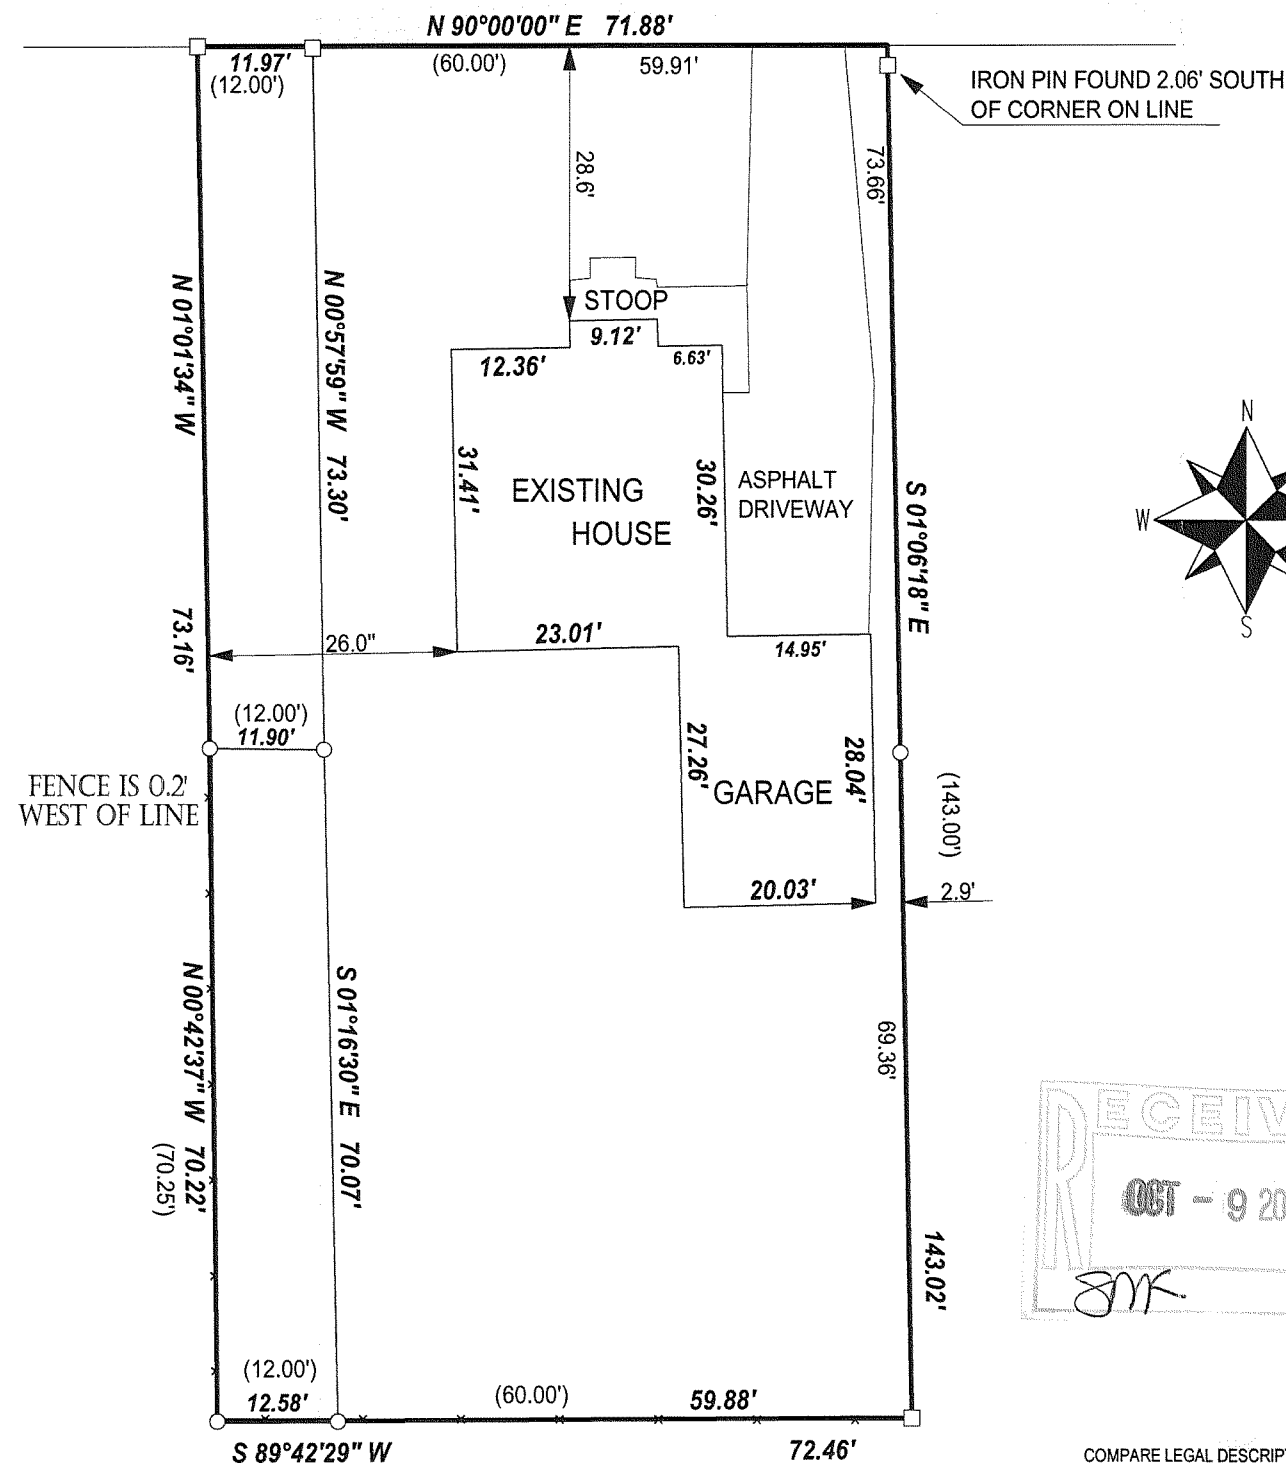 N 90°00'00" E 71.88'
11.97'
(12.00')
(60.00')
59.91'
IRON PIN FOUND 2.06' SOUTH
OF CORNER ON LINE
28.6'
73.66'
N 01°01'34" W
73.16'
N 00°57'59" W 73.30'
STOOP
9.12'
12.36'
6.63'
31.41'
30.26'
EXISTING
HOUSE
ASPHALT
DRIVEWAY
S 01°06'18" E
N
W
S
26.0"
23.01'
14.95'
(12.00')
11.90'
27.26'
28.04'
GARAGE
FENCE IS 0.2'
WEST OF LINE
(143.00')
20.03'
2.9'
N 00°42'37" W 70.22'
(70.25')
S 01°16'30" E 70.07'
69.36'
OCT - 9 20
SMK.
143.02'
(12.00')
12.58'
(60.00')
59.88'
S 89°42'29" W
72.46'